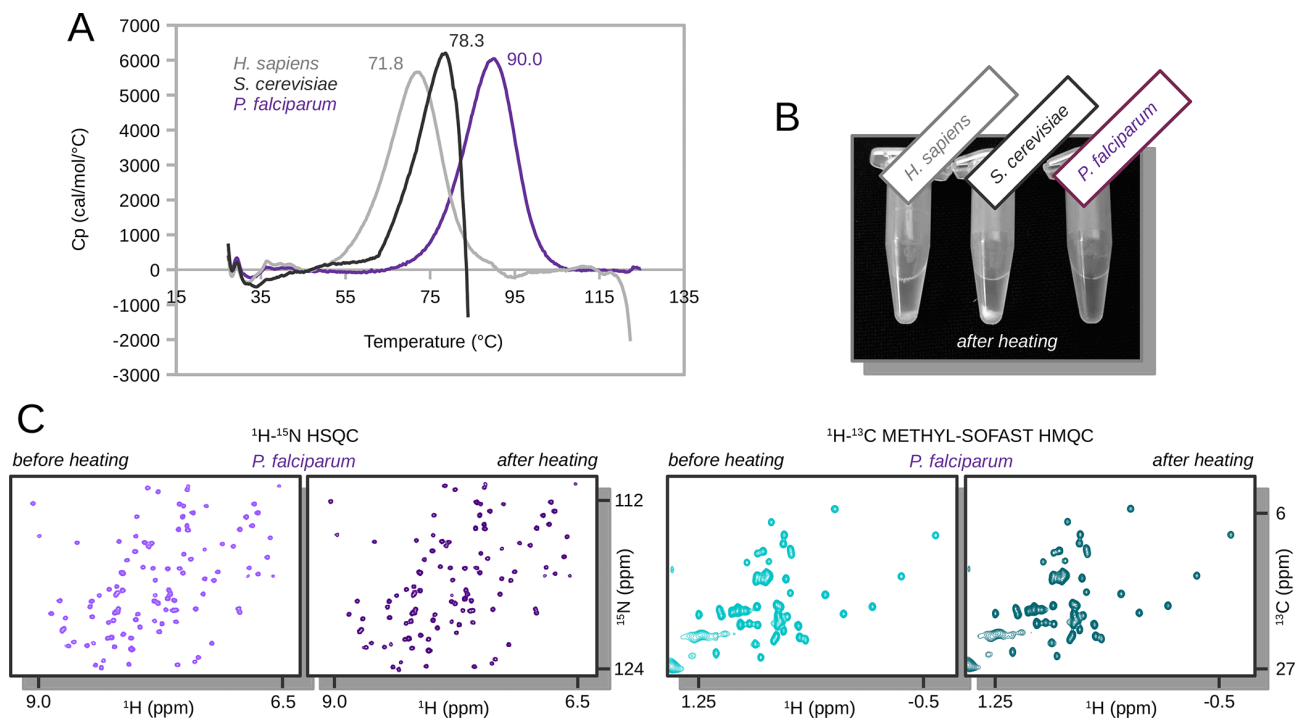 A
7000
6000
5000
4000
3000
2000
1000
0
-1000
-2000
-3000
Cp (cal/mol/°C)
H. sapiens
S. cerevisiae
P. falciparum
71.8
78.3
90.0
15 35 55 75 95 115 135
Temperature (°C)
B
H. sapiens
S. cerevisiae
P. falciparum
after heating
C
¹H-¹⁵N HSQC
before heating P. falciparum after heating
112
124
¹⁵N (ppm)
9.0 6.5 9.0 6.5
¹H (ppm) ¹H (ppm)
¹H-¹³C METHYL-SOFAST HMQC
before heating P. falciparum after heating
6
27
¹³C (ppm)
1.25 -0.5 1.25 -0.5
¹H (ppm) ¹H (ppm)